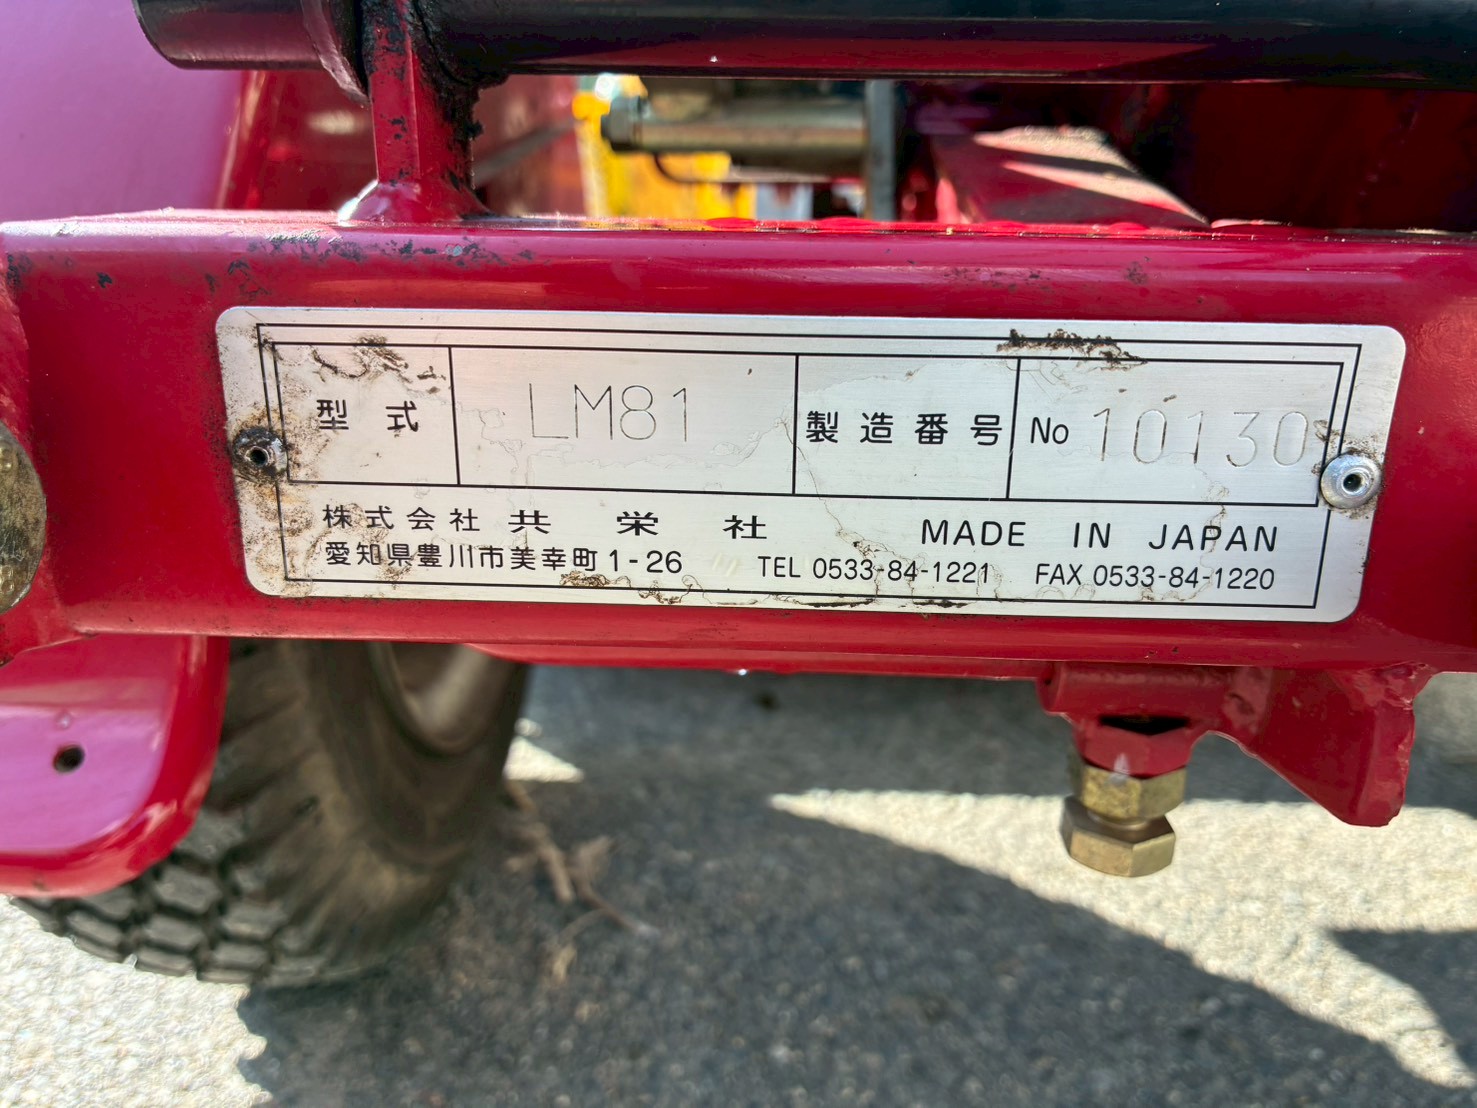 型式 LM81 製造番号 No 10130
株式会社 共栄社 MADE IN JAPAN
愛知県豊川市美幸町1-26 TEL 0533-84-1221 FAX 0533-84-1220